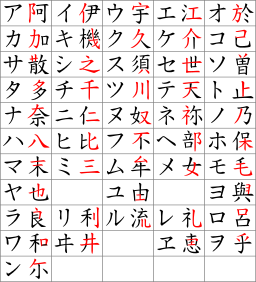 ア阿 イ伊 ウ宇 エ江 オ於
カ加 キ機 ク久 ケ介 コ己
サ散 シ之 ス須 セ世 ソ曽
タ多 チ千 ツ川 テ天 ト止
ナ奈 ニ仁 ヌ奴 ネ祢 ノ乃
ハ八 ヒ比 フ不 ヘ部 ホ保
マ末 ミ三 ム牟 メ女 モ毛
ヤ也 ユ由 ヨ與
ラ良 リ利 ル流 レ礼 ロ呂
ワ和 ヰ井 ヱ恵 ヲ乎
ン尓